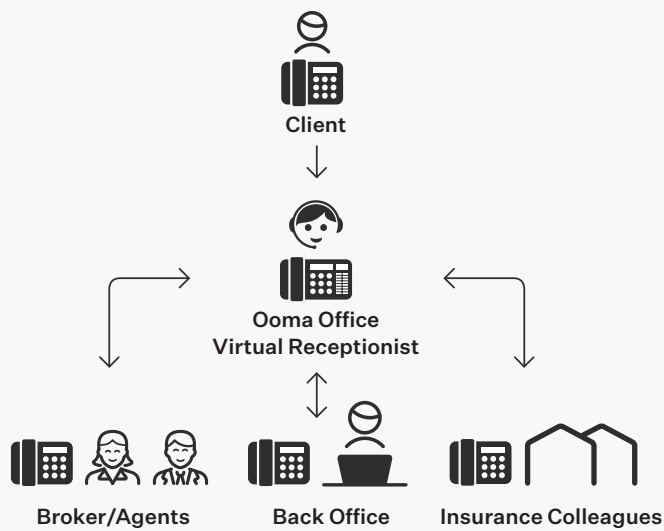 Client
Ooma Office
Virtual Receptionist
Broker/Agents
Back Office
Insurance Colleagues